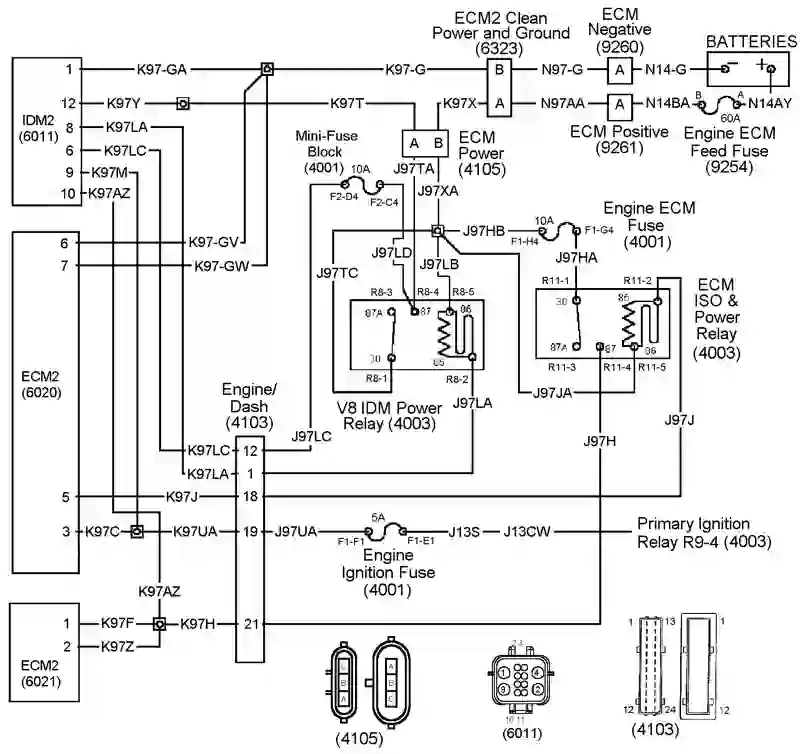 ECM2 Clean
Power and Ground
(6323)
ECM
Negative
(9260)
BATTERIES
1 K97-GA K97-G B N97-G A N14-G - +
IDM2
(6011)
12 K97Y K97T K97X A N97AA A N14BA B A N14AY
60A
8 K97LA
6 K97LC
9 K97M
10 K97AZ
Mini-Fuse
Block
(4001)
10A
F2-D4 F2-C4
A B
ECM
Power
(4105)
ECM Positive
(9261)
Engine ECM
Feed Fuse
(9254)
J97TA
J97XA
6 K97-GV
7 K97-GW
J97TC
J97LD
J97LB
J97HB
10A
F1-H4 F1-G4
Engine ECM
Fuse
(4001)
J97HA
R8-3 R8-4 R8-5
87A 87 86
30 85
R8-1 R8-2
V8 IDM Power
Relay (4003)
R11-1 R11-2
30 85
87A 87 86
R11-3 R11-4 R11-5
ECM
ISO &
Power
Relay
(4003)
ECM2
(6020)
Engine/
Dash
(4103)
J97LC
J97LA
J97JA
J97H
J97J
K97LC 12
K97LA 1
5 K97J 18
3 K97C K97UA 19 J97UA
5A
F1-F1 F1-E1
J13S J13CW
Primary Ignition
Relay R9-4 (4003)
Engine
Ignition Fuse
(4001)
K97AZ
ECM2
(6021)
1 K97F K97H 21
2 K97Z
B
A
A
B
C
(4105)
2 3
1 4
9 2
10 11
(6011)
1 13
12 24
1
12
(4103)